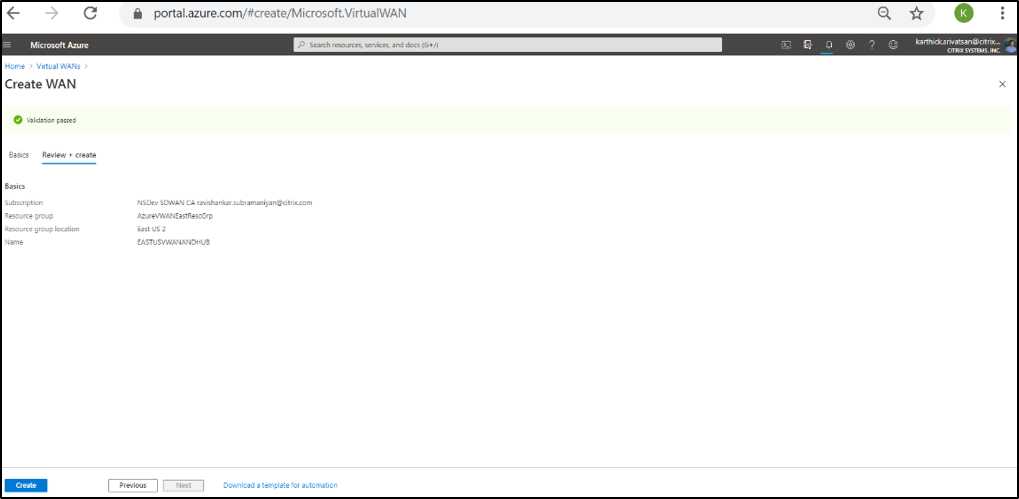 portal.azure.com/#create/Microsoft.VirtualWAN
K
Microsoft Azure
Search resources, services, and docs (G+/)
karthick.srivatsan@citrix...
CITRIX SYSTEMS, INC.
Home > Virtual WANs >
Create WAN
Validation passed
Basics Review + create
Basics
Subscription NSDev SDWAN CA ravishankar.subramaniyan@citrix.com
Resource group AzureVWANEastRescGrp
Resource group location East US 2
Name EASTUSVWANANDHUB
Create Previous Next Download a template for automation